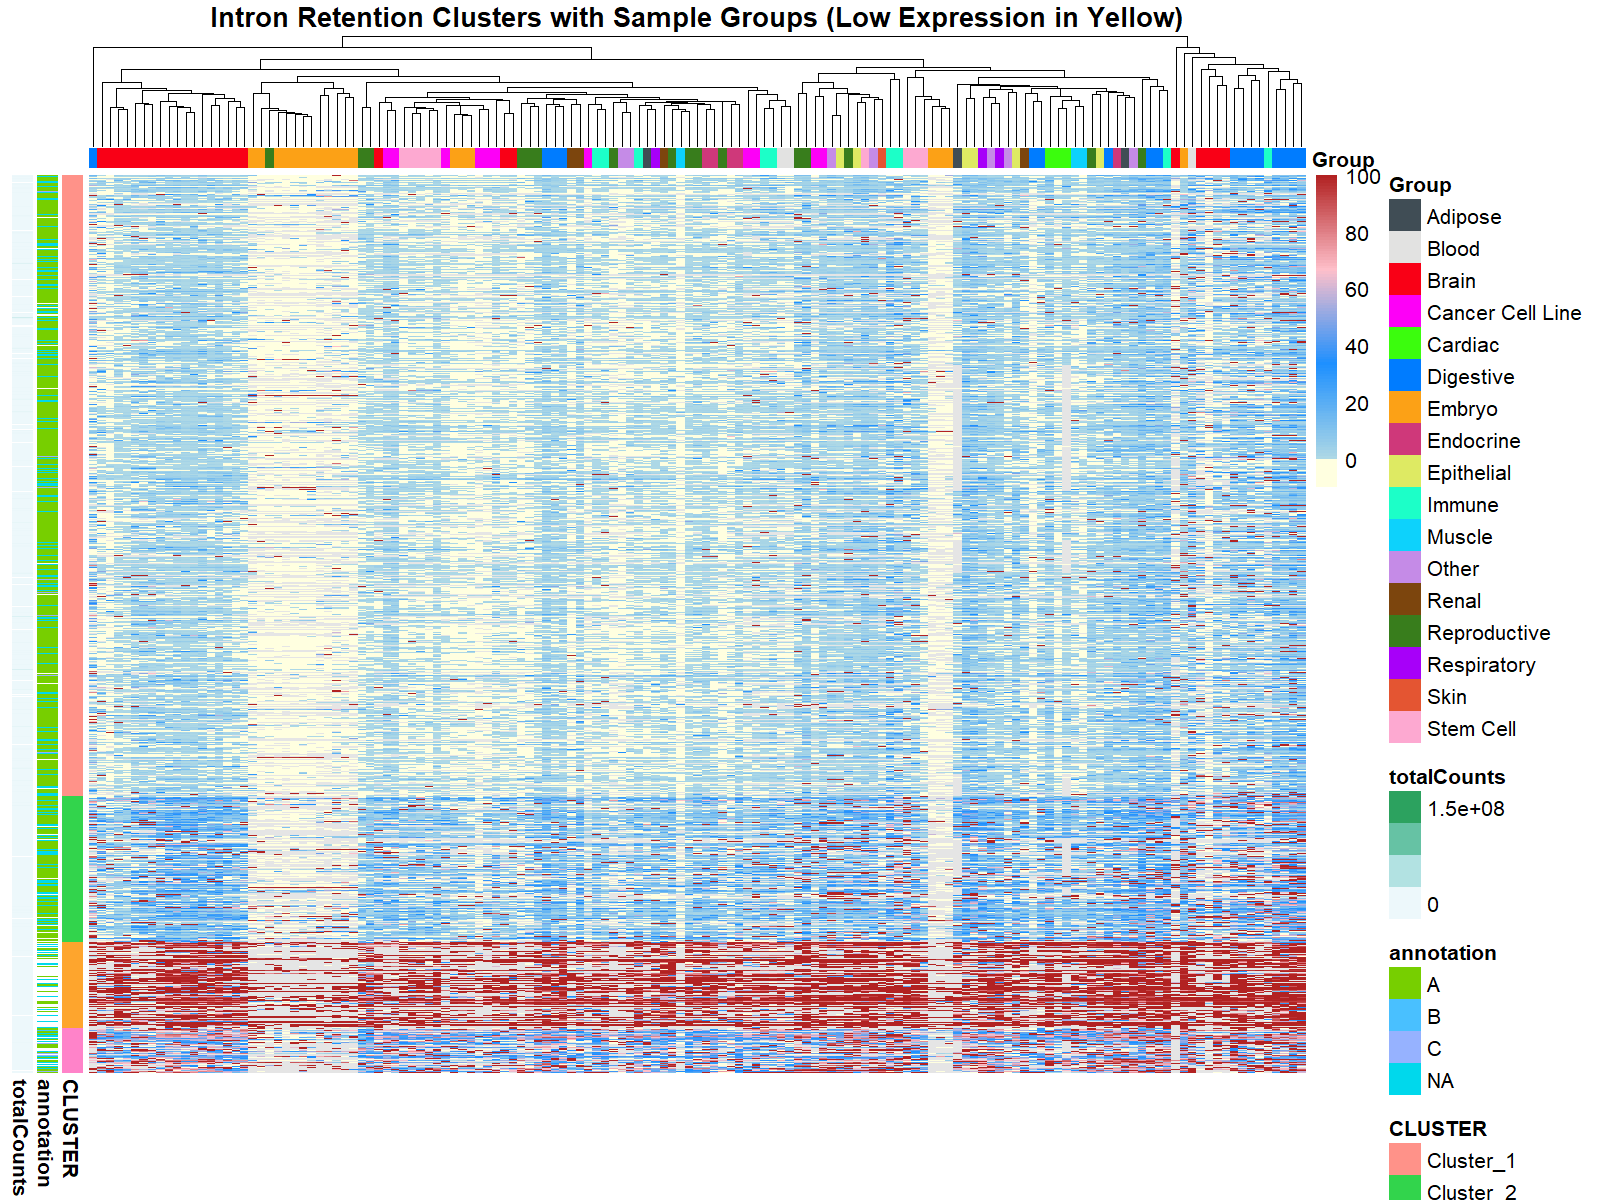 Intron Retention Clusters with Sample Groups (Low Expression in Yellow)
Group
100
80
60
40
20
0
Group
Adipose
Blood
Brain
Cancer Cell Line
Cardiac
Digestive
Embryo
Endocrine
Epithelial
Immune
Muscle
Other
Renal
Reproductive
Respiratory
Skin
Stem Cell
totalCounts
1.5e+08
0
annotation
A
B
C
NA
CLUSTER
Cluster_1
Cluster_2
totalCounts
annotation
CLUSTER